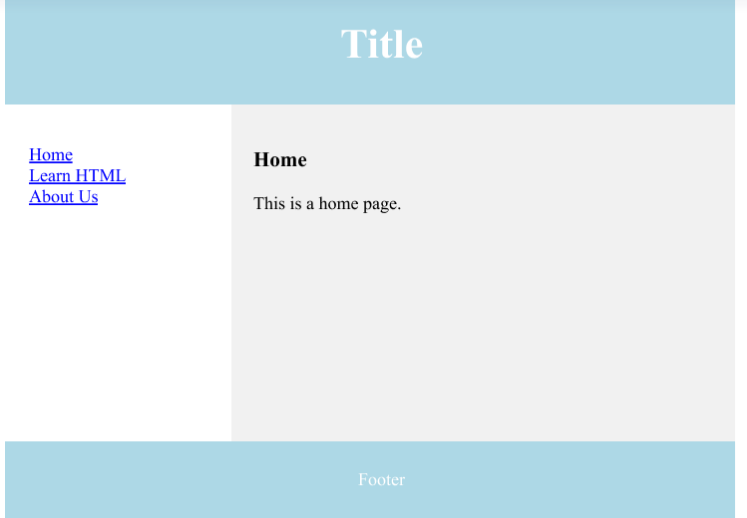 Title
Home
Learn HTML
About Us
Home
This is a home page.
Footer